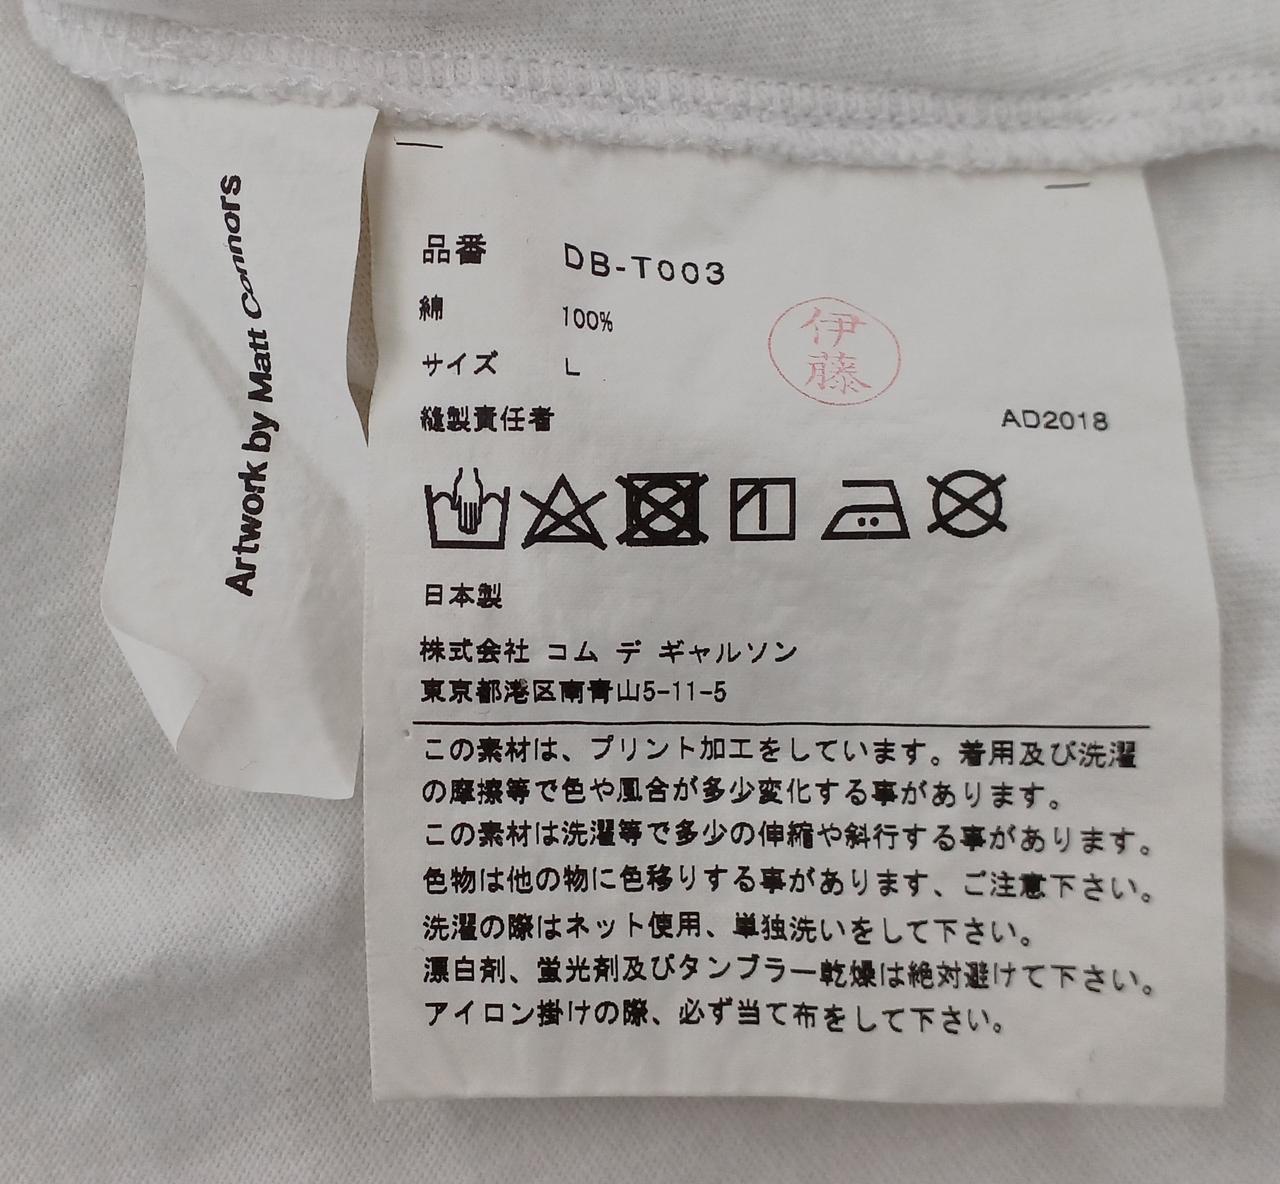 Artwork by Matt Connors
品番 DB-T003
綿 100%
サイズ L
伊藤
縫製責任者 AD2018
日本製
株式会社 コム デ ギャルソン
東京都港区南青山5-11-5
この素材は、プリント加工をしています。着用及び洗濯
の摩擦等で色や風合が多少変化する事があります。
この素材は洗濯等で多少の伸縮や斜行する事があります。
色物は他の物に色移りする事があります、ご注意下さい。
洗濯の際はネット使用、単独洗いをして下さい。
漂白剤、蛍光剤及びタンブラー乾燥は絶対避けて下さい。
アイロン掛けの際、必ず当て布をして下さい。